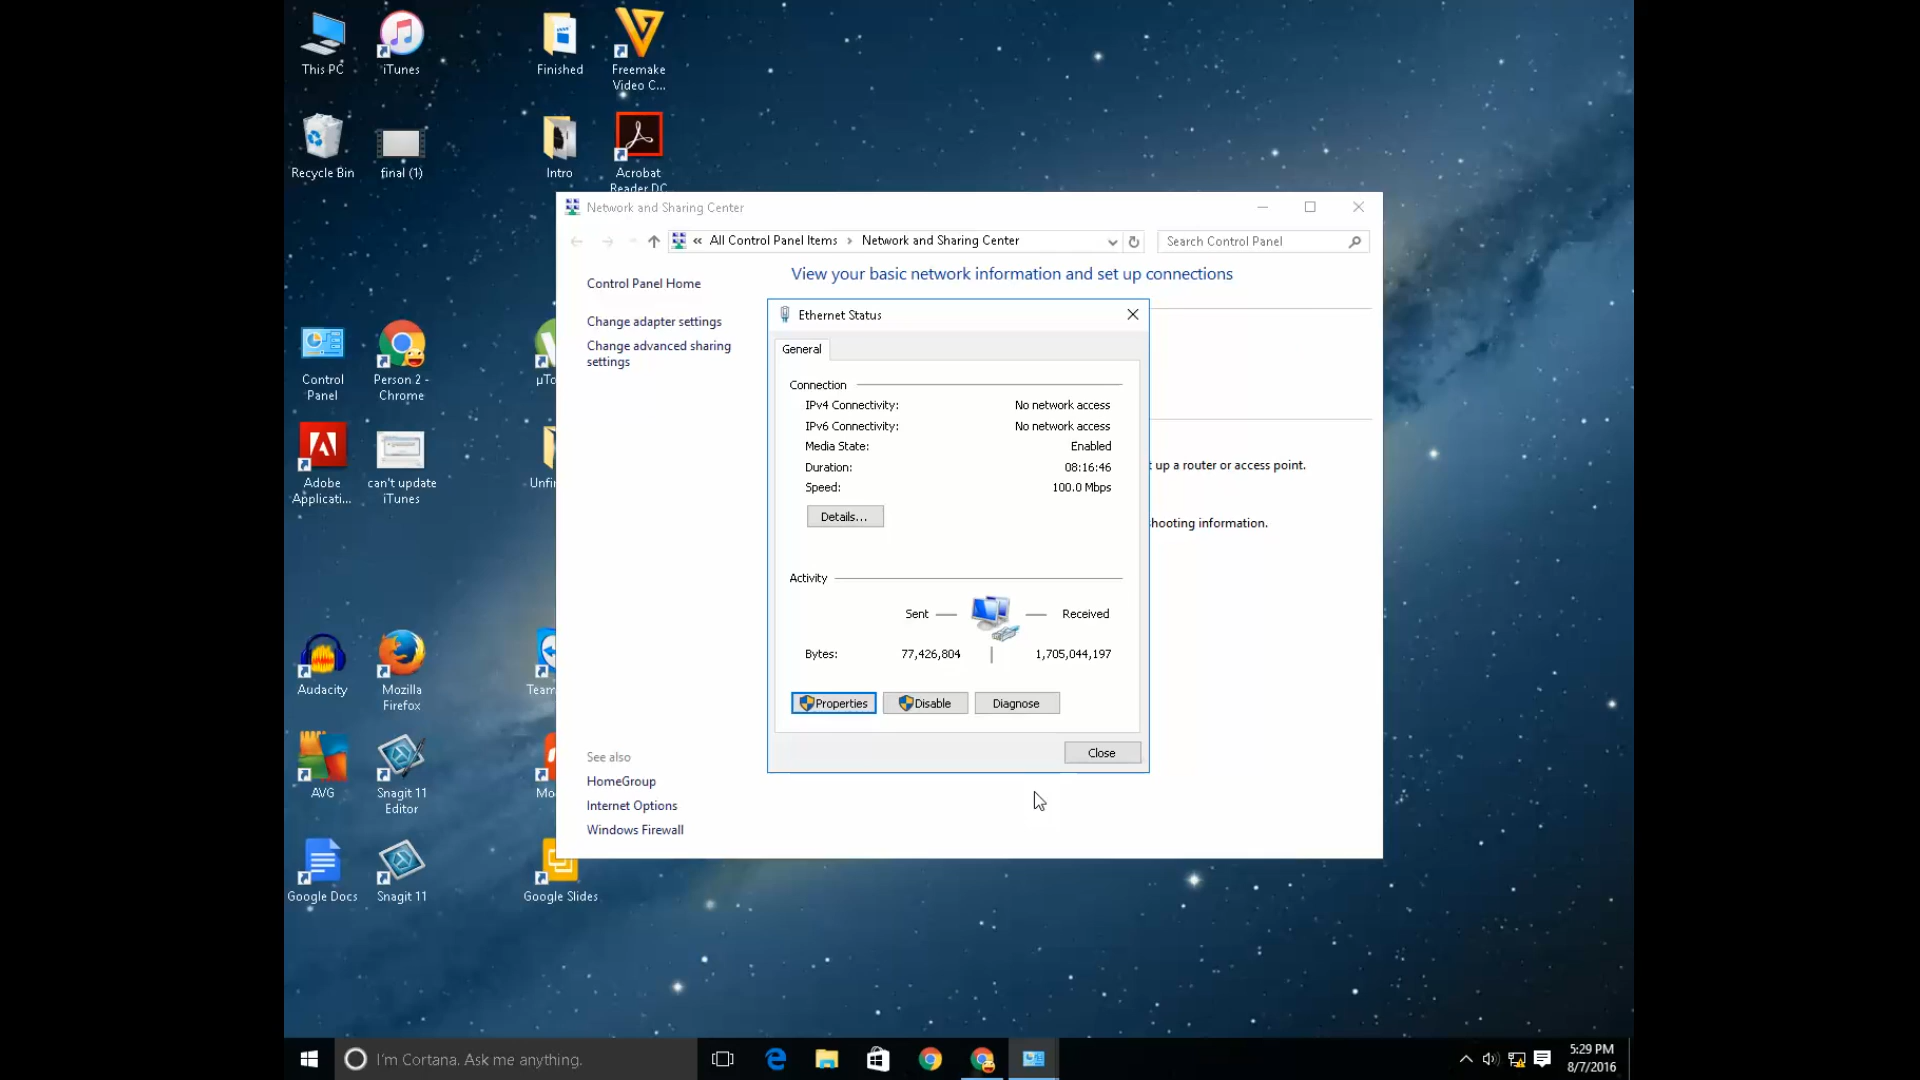 This PC
iTunes
Finished
Freemake
Video C...
Recycle Bin
final (1)
Intro
Acrobat
Reader DC
Control
Panel
Person 2 -
Chrome
µTo
Adobe
Applicati...
can't update
iTunes
Unfi
Audacity
Mozilla
Firefox
Team
AVG
Snagit 11
Editor
Mo
Google Docs
Snagit 11
Google Slides
Network and Sharing Center
« All Control Panel Items › Network and Sharing Center
Search Control Panel
Control Panel Home
Change adapter settings
Change advanced sharing
settings
View your basic network information and set up connections
t up a router or access point.
hooting information.
See also
HomeGroup
Internet Options
Windows Firewall
Ethernet Status
General
Connection
IPv4 Connectivity: No network access
IPv6 Connectivity: No network access
Media State: Enabled
Duration: 08:16:46
Speed: 100.0 Mbps
Details...
Activity
Sent — Received
Bytes: 77,426,804 | 1,705,044,197
Properties
Disable
Diagnose
Close
I'm Cortana. Ask me anything.
5:29 PM
8/7/2016